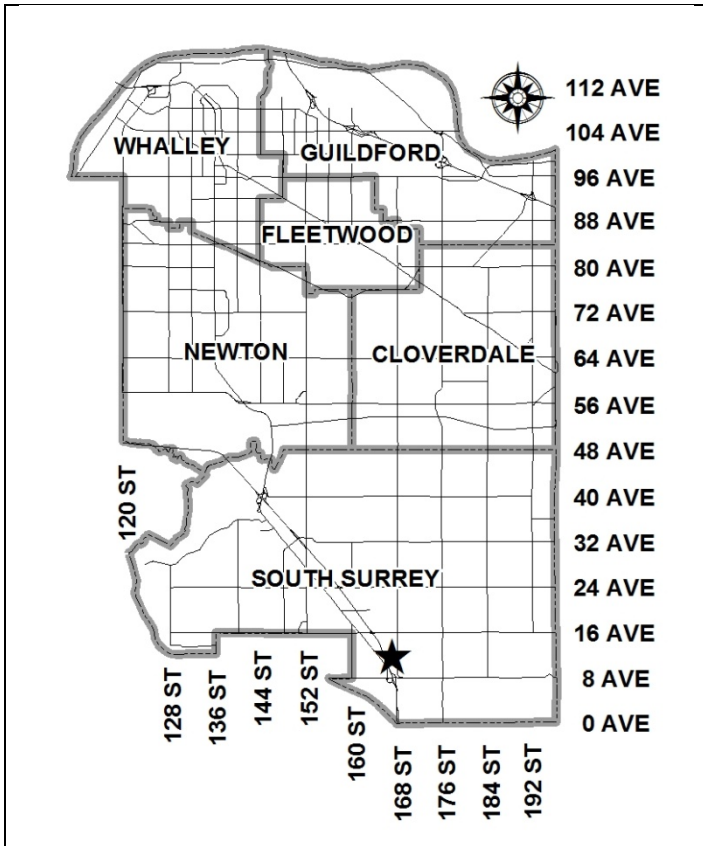 112 AVE
104 AVE
WHALLEY
GUILDFORD
96 AVE
88 AVE
FLEETWOOD
80 AVE
72 AVE
NEWTON
CLOVERDALE
64 AVE
56 AVE
48 AVE
120 ST
40 AVE
32 AVE
SOUTH SURREY
24 AVE
16 AVE
8 AVE
0 AVE
128 ST
136 ST
144 ST
152 ST
160 ST
168 ST
176 ST
184 ST
192 ST